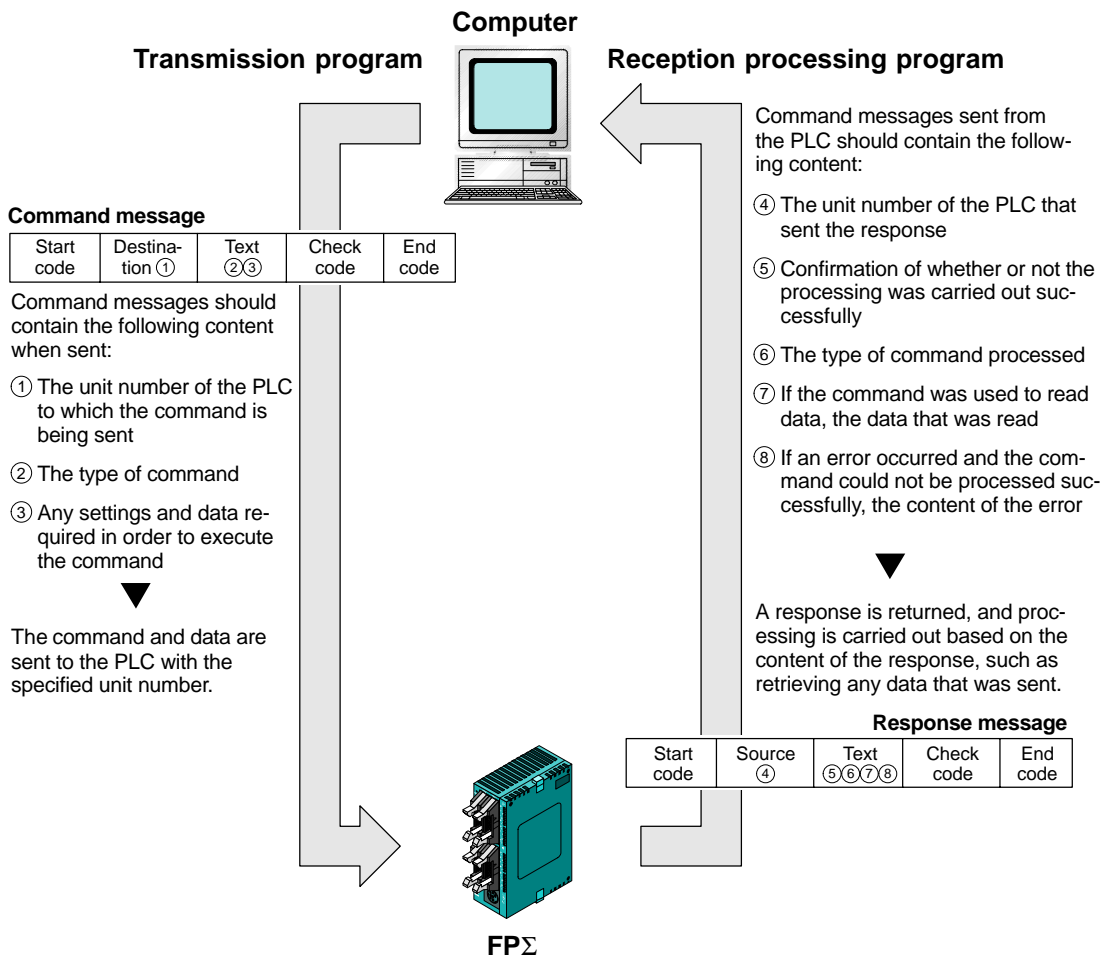 Computer
Transmission program
Reception processing program
Command message
Start
code
Destina-
tion ①
Text
②③
Check
code
End
code
Command messages should
contain the following content
when sent:
① The unit number of the PLC
to which the command is
being sent
② The type of command
③ Any settings and data re-
quired in order to execute
the command
The command and data are
sent to the PLC with the
specified unit number.
Command messages sent from
the PLC should contain the follow-
ing content:
④ The unit number of the PLC that
sent the response
⑤ Confirmation of whether or not the
processing was carried out suc-
cessfully
⑥ The type of command processed
⑦ If the command was used to read
data, the data that was read
⑧ If an error occurred and the com-
mand could not be processed suc-
cessfully, the content of the error
A response is returned, and proc-
essing is carried out based on the
content of the response, such as
retrieving any data that was sent.
Response message
Start
code
Source
④
Text
⑤⑥⑦⑧
Check
code
End
code
FPΣ